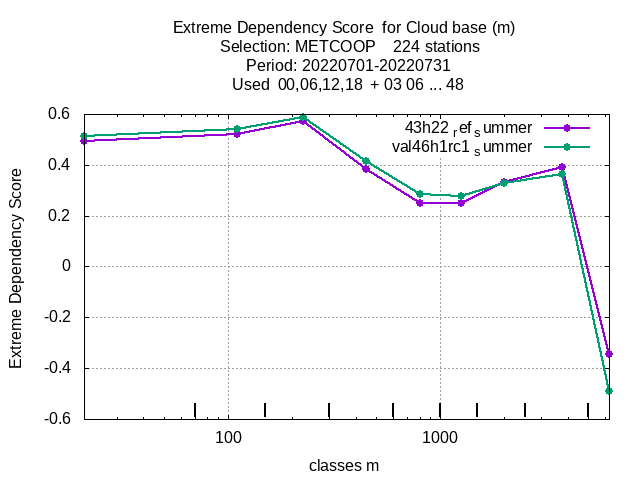 Extreme Dependency Score  for Cloud base (m)
Selection: METCOOP    224 stations
Period: 20220701-20220731
Used  00,06,12,18  + 03 06 ... 48
43h22 ref summer
val46h1rc1 summer
0.6
0.4
0.2
0
-0.2
-0.4
-0.6
Extreme Dependency Score
100
1000
classes m